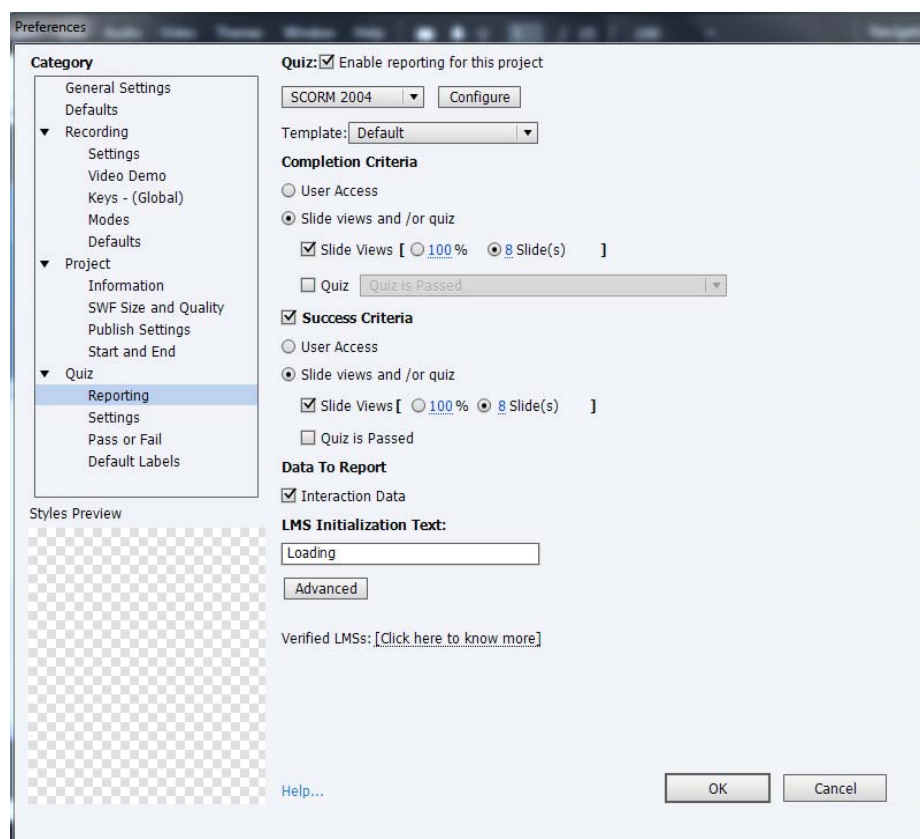 Preferences
Category
General Settings
Defaults
Recording
Settings
Video Demo
Keys - (Global)
Modes
Defaults
Project
Information
SWF Size and Quality
Publish Settings
Start and End
Quiz
Reporting
Settings
Pass or Fail
Default Labels
Styles Preview
Quiz: Enable reporting for this project
SCORM 2004 Configure
Template: Default
Completion Criteria
User Access
Slide views and /or quiz
Slide Views [ 100 % 8 Slide(s) ]
Quiz Quiz is Passed
Success Criteria
User Access
Slide views and /or quiz
Slide Views [ 100 % 8 Slide(s) ]
Quiz is Passed
Data To Report
Interaction Data
LMS Initialization Text:
Loading
Advanced
Verified LMSs: [Click here to know more]
Help... OK Cancel